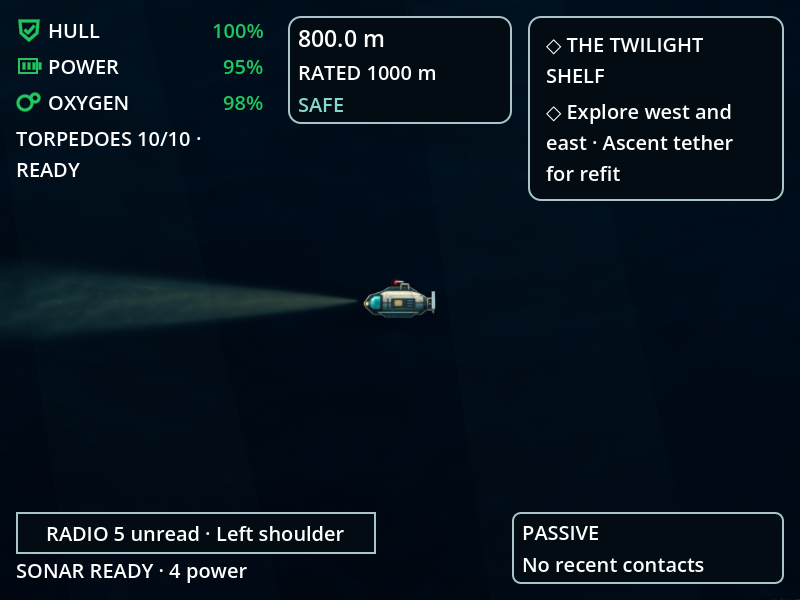 HULL 100%
POWER 95%
OXYGEN 98%
TORPEDOES 10/10 ·
READY
800.0 m
RATED 1000 m
SAFE
◇ THE TWILIGHT
SHELF
◇ Explore west and
east · Ascent tether
for refit
RADIO 5 unread · Left shoulder
SONAR READY · 4 power
PASSIVE
No recent contacts